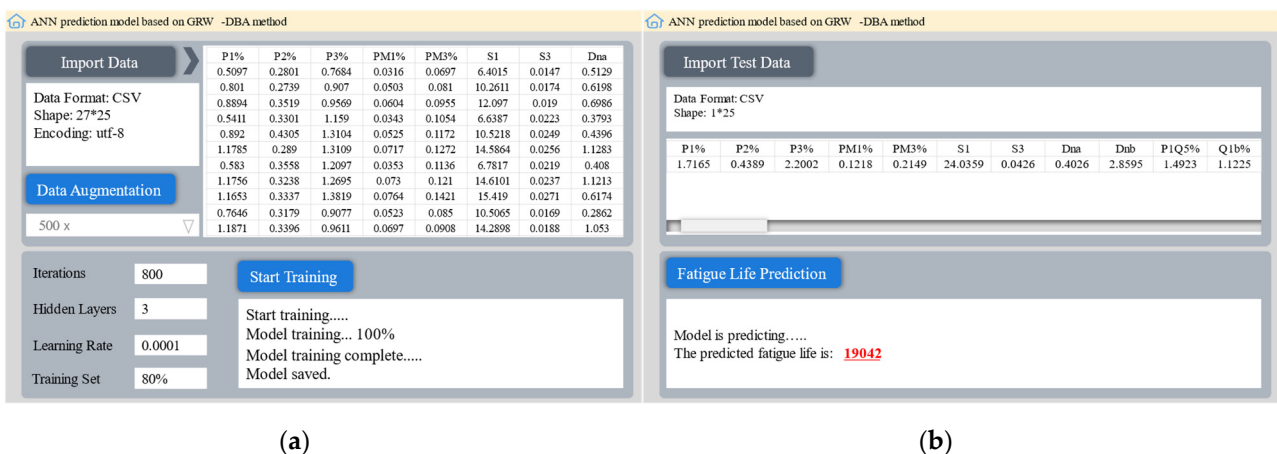 ANN prediction model based on GRW -DBA method
Import Data
Data Format: CSV
Shape: 27*25
Encoding: utf-8
Data Augmentation
500 x
P1% P2% P3% PM1% PM3% S1 S3 Dna
0.5097 0.2801 0.7684 0.0316 0.0697 6.4015 0.0147 0.5129
0.801 0.2739 0.907 0.0503 0.081 10.2611 0.0174 0.6198
0.8894 0.3519 0.9569 0.0604 0.0955 12.097 0.019 0.6986
0.5411 0.3301 1.159 0.0343 0.1054 6.6387 0.0223 0.3793
0.892 0.4305 1.3104 0.0525 0.1172 10.5218 0.0249 0.4396
1.1785 0.289 1.3109 0.0717 0.1272 14.5864 0.0256 1.1283
0.583 0.3558 1.2097 0.0353 0.1136 6.7817 0.0219 0.408
1.1756 0.3238 1.2695 0.073 0.121 14.6101 0.0237 1.1213
1.1653 0.3337 1.3819 0.0764 0.1421 15.419 0.0271 0.6174
0.7646 0.3179 0.9077 0.0523 0.085 10.5065 0.0169 0.2862
1.1871 0.3396 0.9611 0.0697 0.0908 14.2898 0.0188 1.053
Iterations 800
Hidden Layers 3
Learning Rate 0.0001
Training Set 80%
Start Training
Start training.....
Model training... 100%
Model training complete.....
Model saved.
(a)
ANN prediction model based on GRW -DBA method
Import Test Data
Data Format: CSV
Shape: 1*25
P1% P2% P3% PM1% PM3% S1 S3 Dna Dnb P1Q5% Q1b%
1.7165 0.4389 2.2002 0.1218 0.2149 24.0359 0.0426 0.4026 2.8595 1.4923 1.1225
Fatigue Life Prediction
Model is predicting.....
The predicted fatigue life is: 19042
(b)